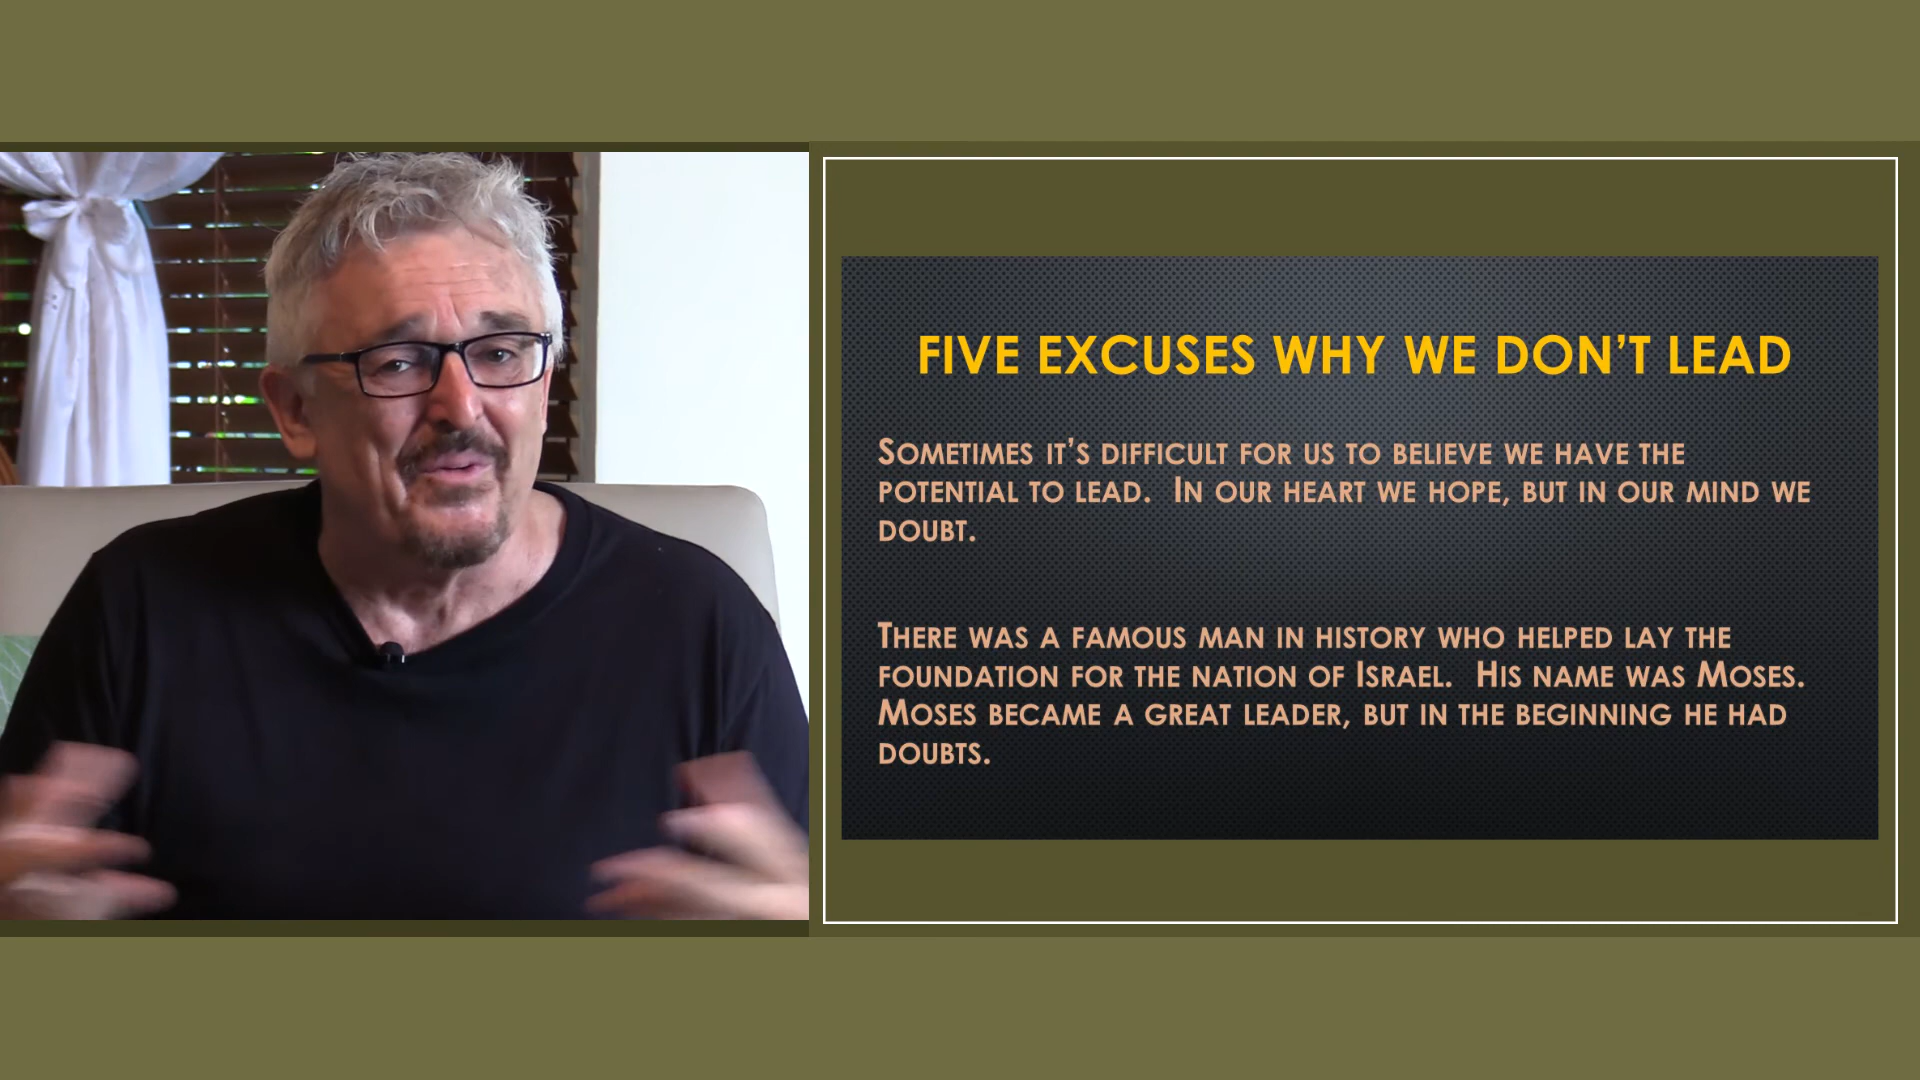 FIVE EXCUSES WHY WE DON'T LEAD
SOMETIMES IT'S DIFFICULT FOR US TO BELIEVE WE HAVE THE
POTENTIAL TO LEAD. IN OUR HEART WE HOPE, BUT IN OUR MIND WE
DOUBT.
THERE WAS A FAMOUS MAN IN HISTORY WHO HELPED LAY THE
FOUNDATION FOR THE NATION OF ISRAEL. HIS NAME WAS MOSES.
MOSES BECAME A GREAT LEADER, BUT IN THE BEGINNING HE HAD
DOUBTS.